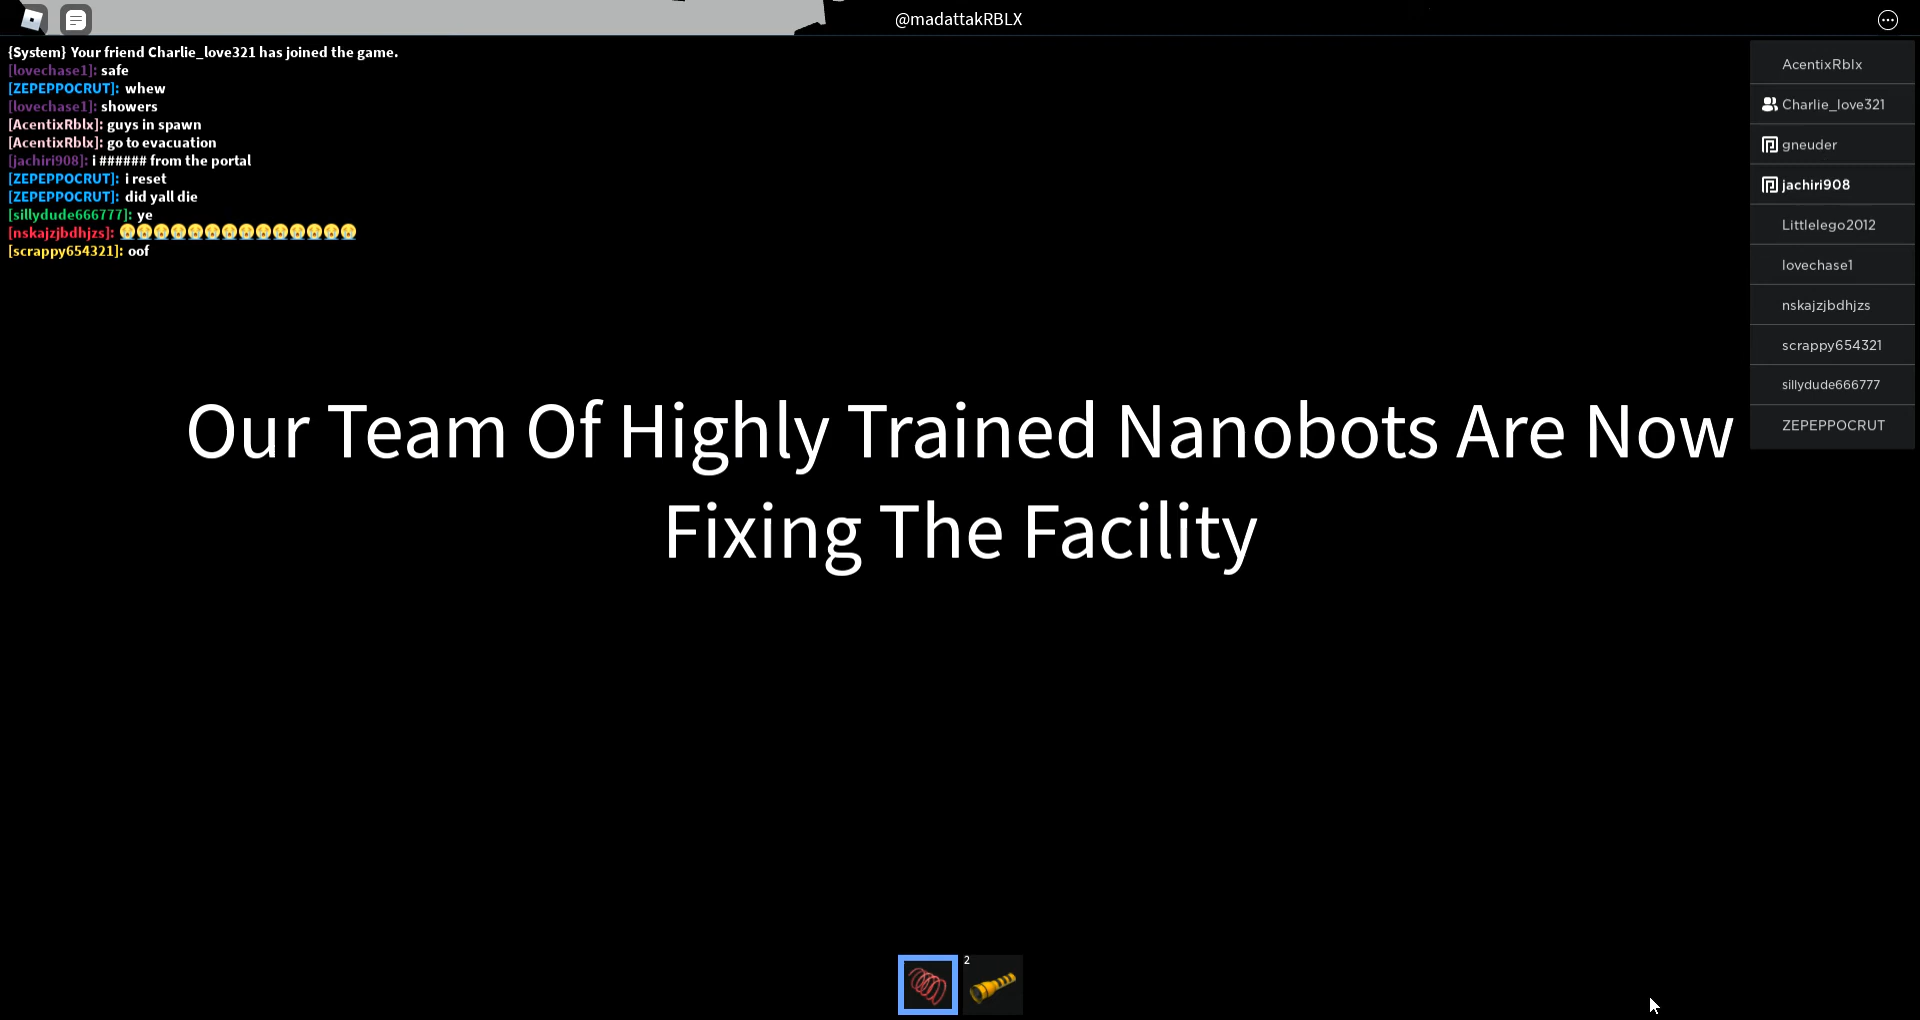 @madattakRBLX
{System} Your friend Charlie_love321 has joined the game.
[lovechase1]: safe
[ZEPEPPOCRUT]: whew
[lovechase1]: showers
[AcentixRblx]: guys in spawn
[AcentixRblx]: go to evacuation
[jachiri908]: i ###### from the portal
[ZEPEPPOCRUT]: i reset
[ZEPEPPOCRUT]: did yall die
[sillydude666777]: ye
[nskajzjbdhjzs]: 😭😭😭😭😭😭😭😭😭😭😭😭😭😭
[scrappy654321]: oof
AcentixRblx
Charlie_love321
gneuder
jachiri908
Littlelego2012
lovechase1
nskajzjbdhjzs
scrappy654321
sillydude666777
ZEPEPPOCRUT
Our Team Of Highly Trained Nanobots Are Now
Fixing The Facility
2